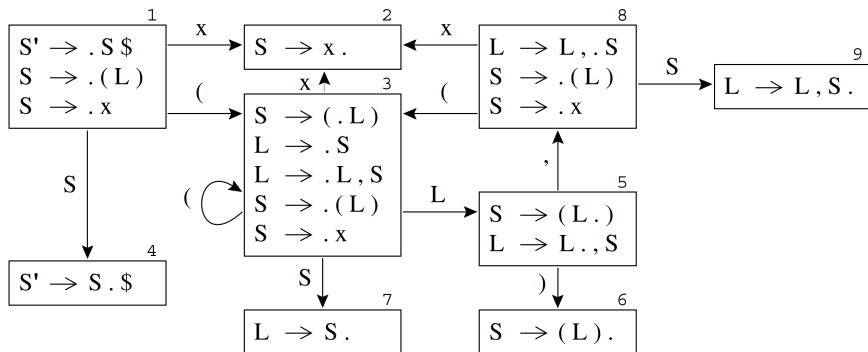 1
S' → . S $
S → . ( L )
S → . x
x
(
S
4
S' → S . $
2
S → x .
x
3
S → ( . L )
L → . S
L → . L , S
S → . ( L )
S → . x
(
S
7
L → S .
L
x
(
8
L → L , . S
S → . ( L )
S → . x
,
5
S → ( L . )
L → L . , S
)
6
S → ( L ) .
S
9
L → L , S .